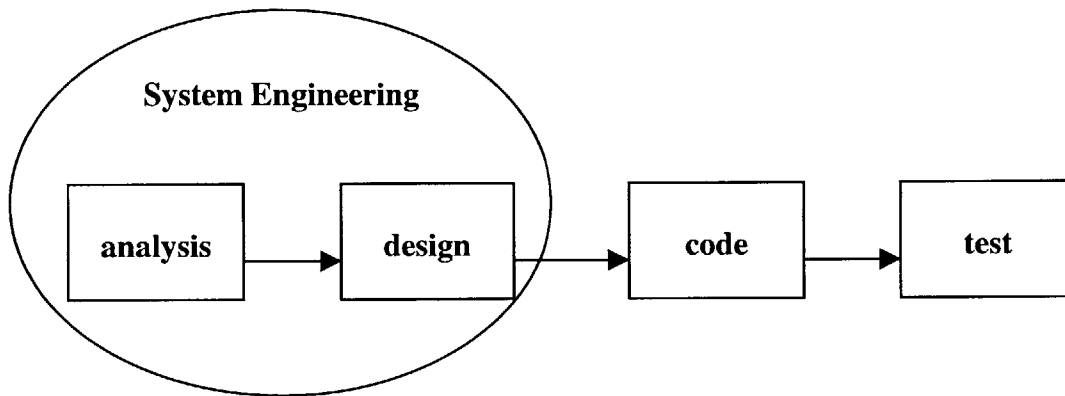 System Engineering
analysis
design
code
test